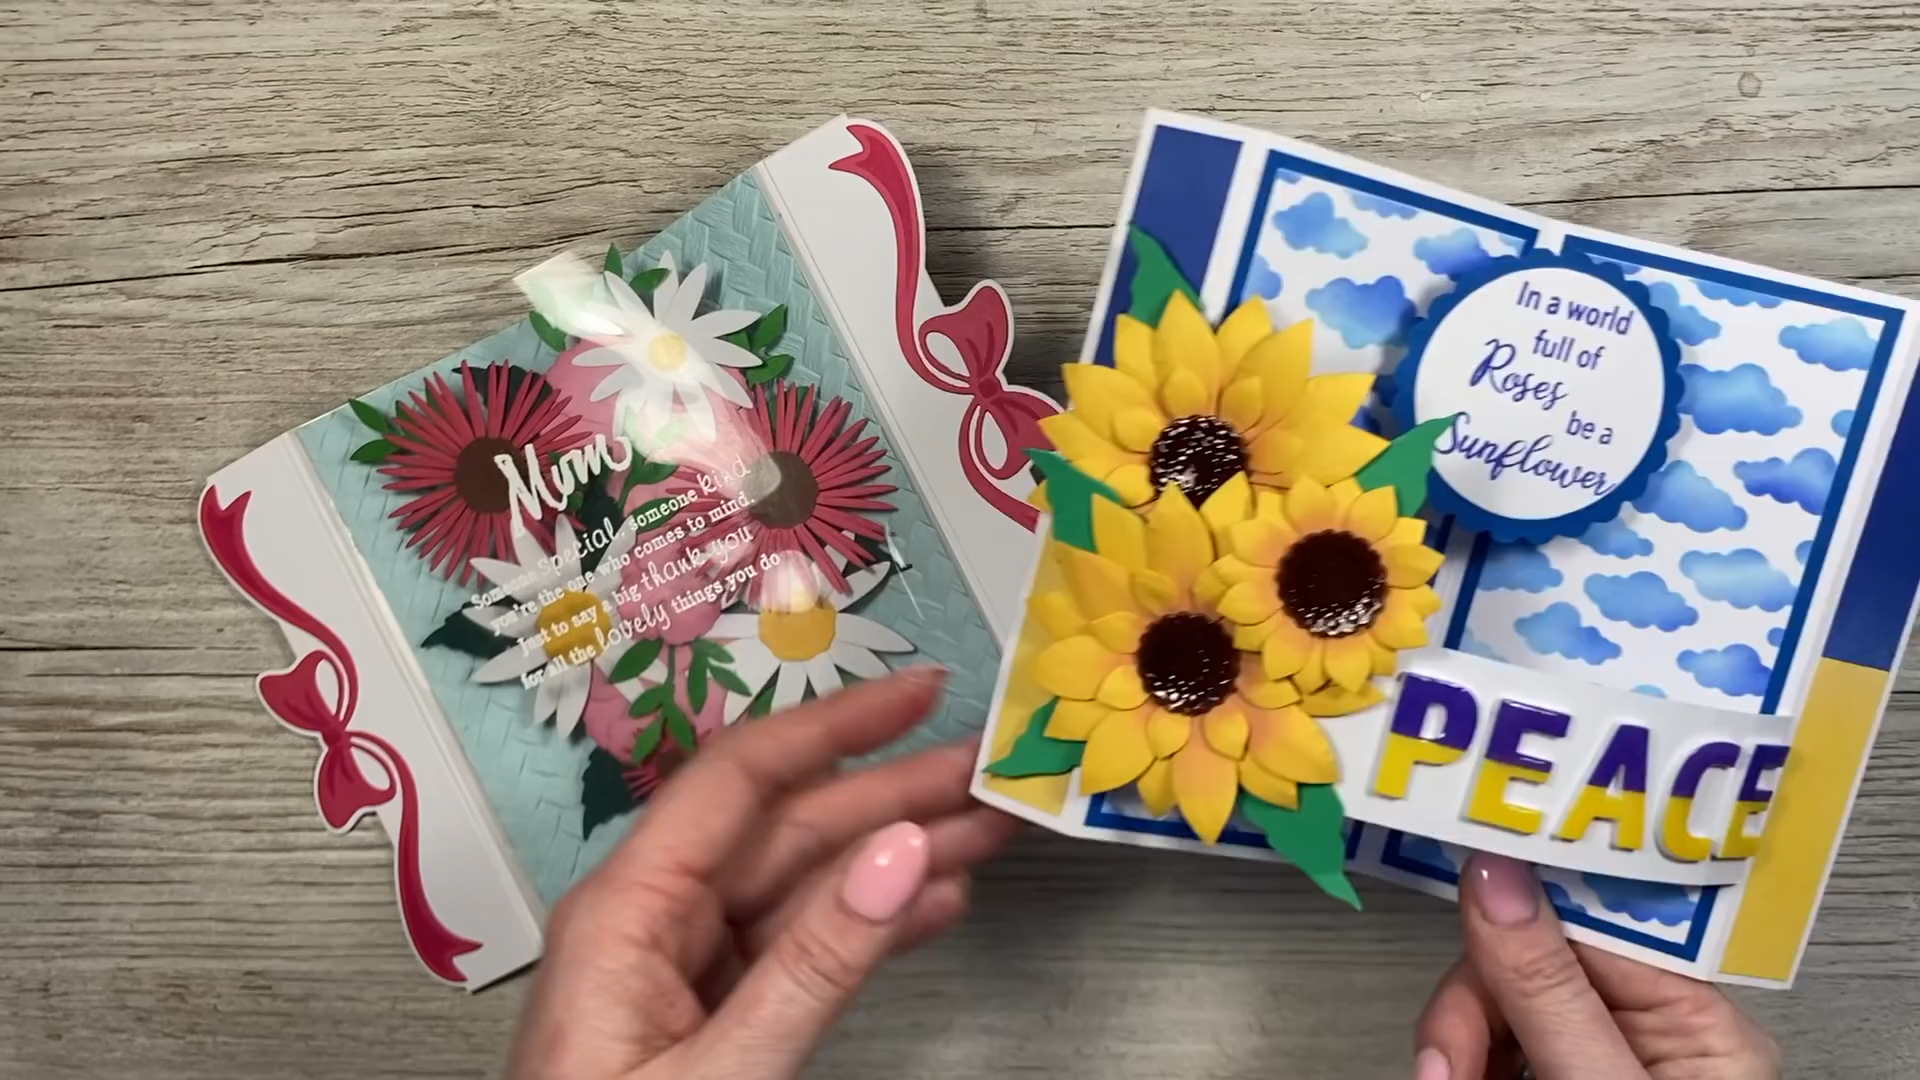 Mum
Someone special, someone kind
you're the one who comes to mind.
Just to say a big thank you
for all the lovely things you do
In a world
full of
Roses
be a
Sunflower
PEACE